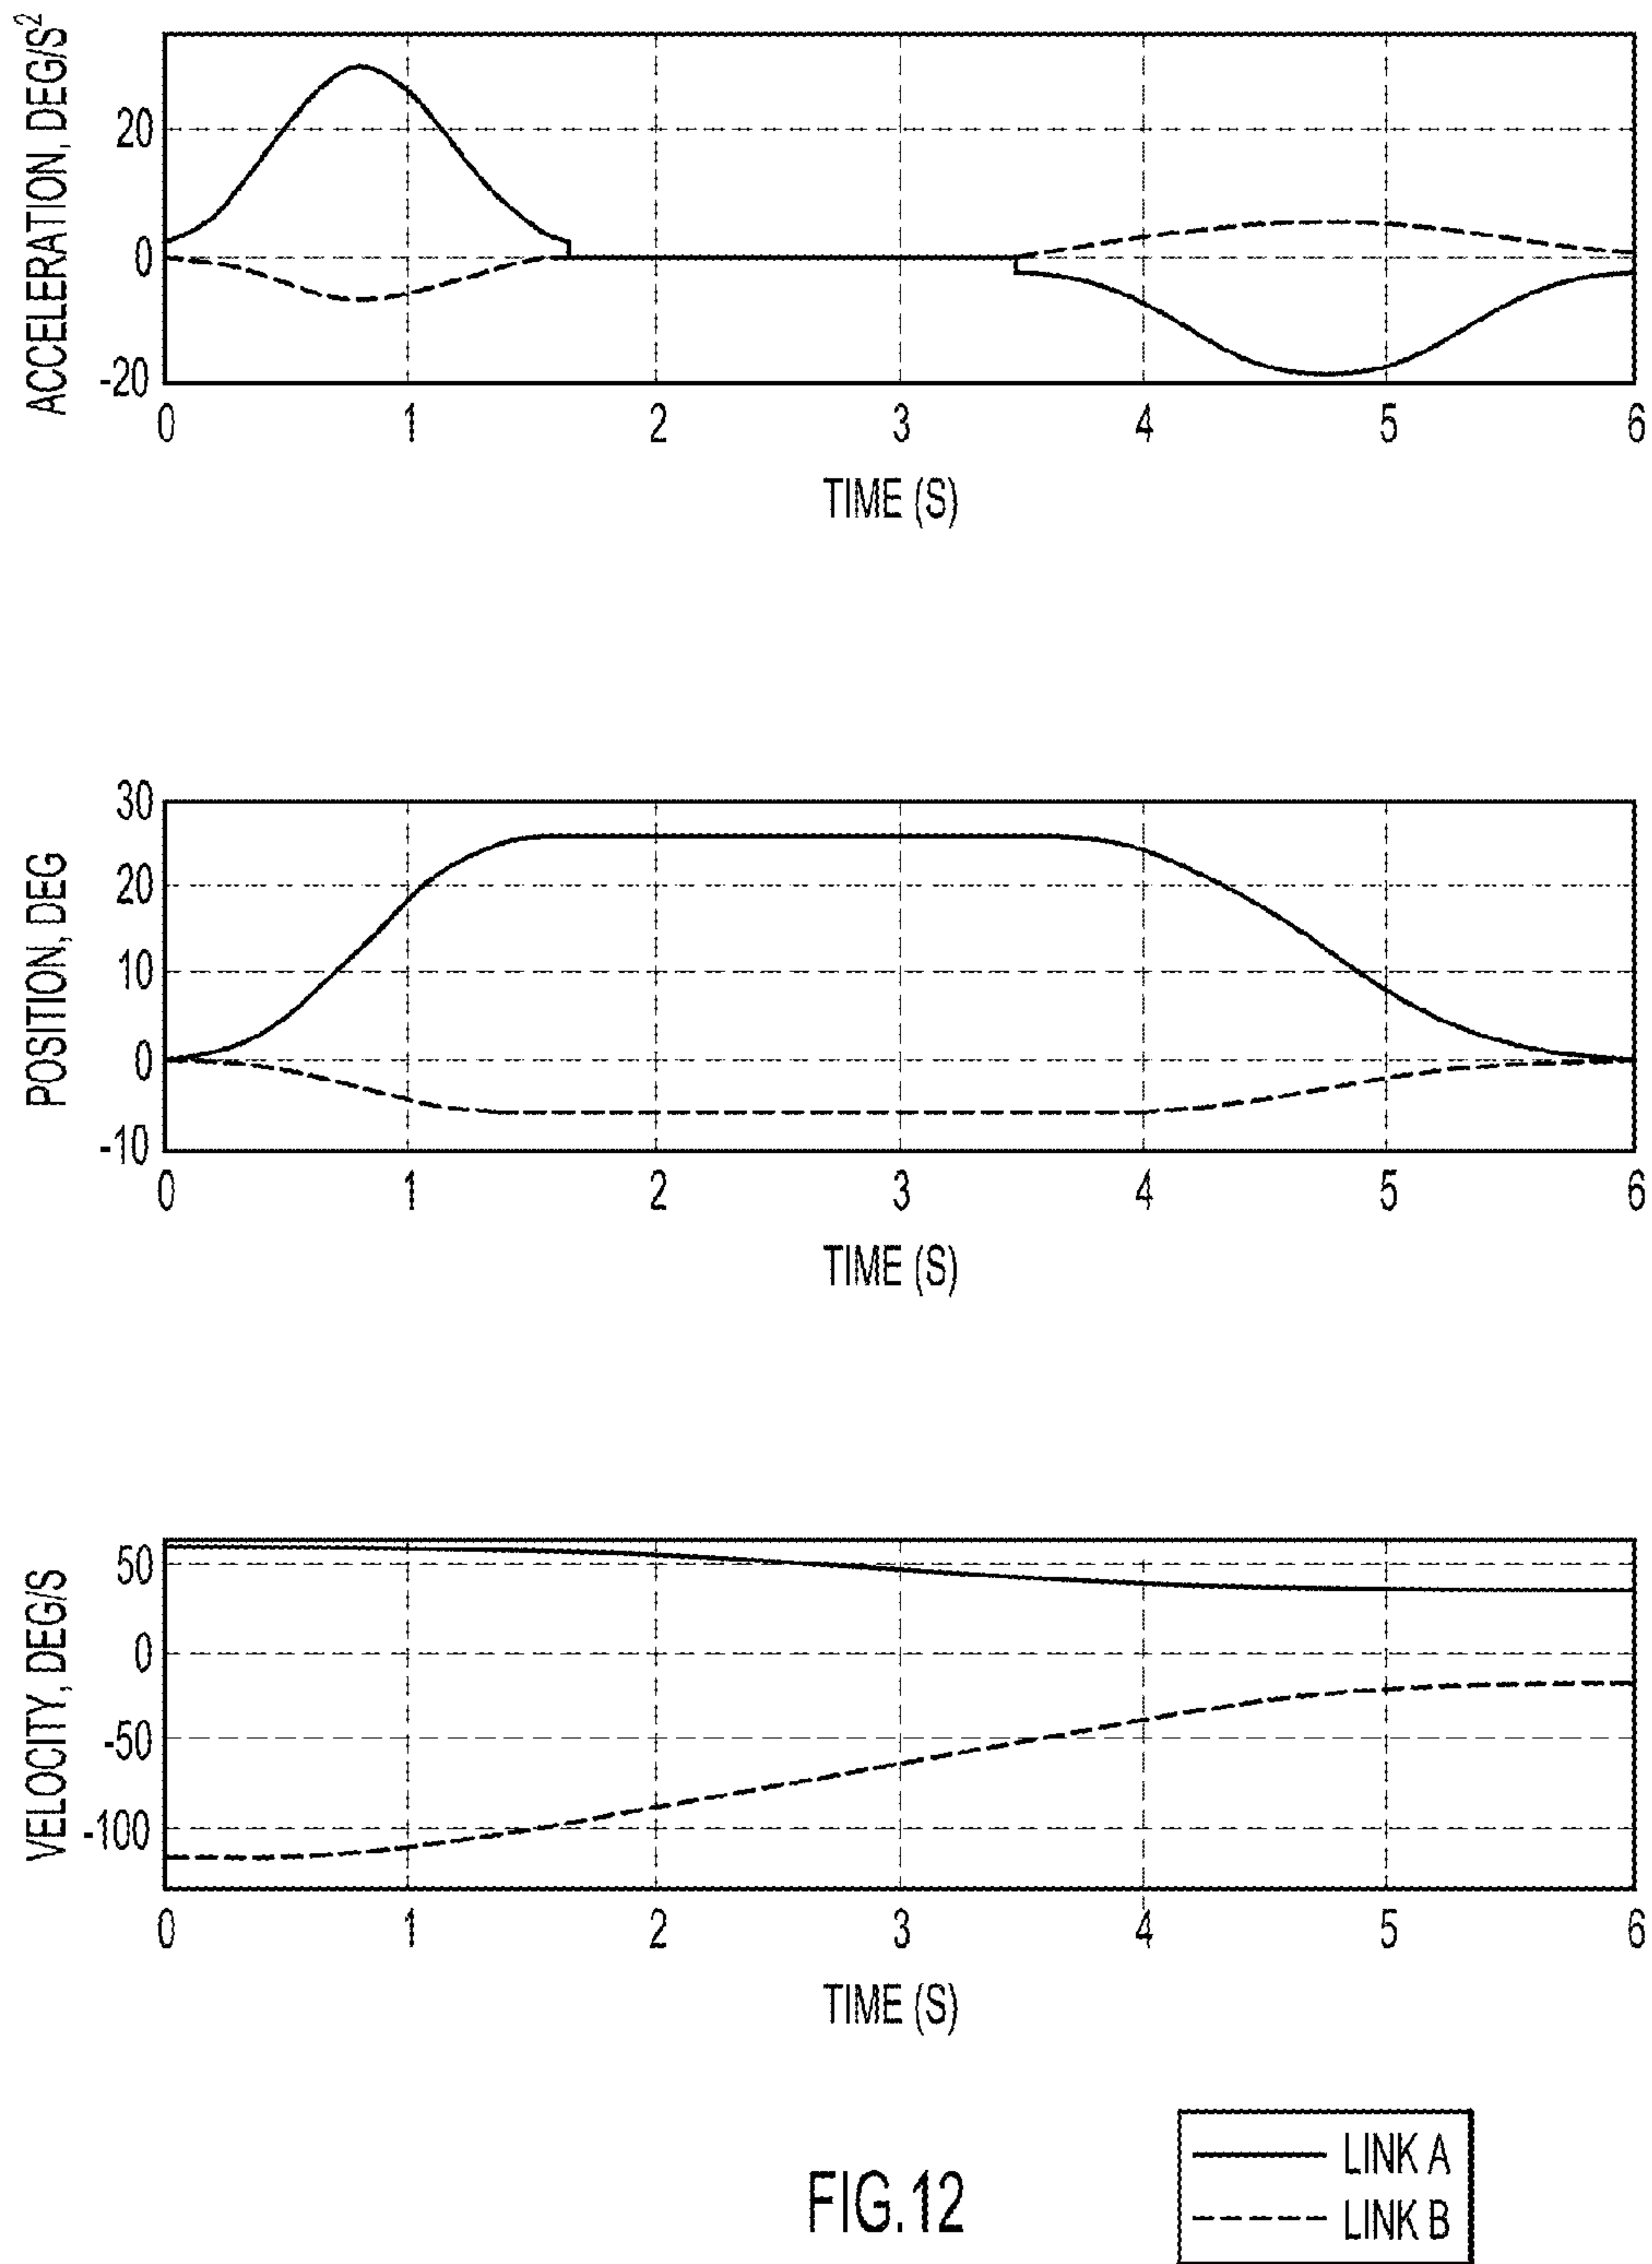 ACCELERATION, DEG/S²
20
0
-20
0 1 2 3 4 5 6
TIME (S)
POSITION, DEG
30
20
10
0
-10
0 1 2 3 4 5 6
TIME (S)
VELOCITY, DEG/S
50
0
-50
-100
0 1 2 3 4 5 6
TIME (S)
FIG.12
LINK A
LINK B